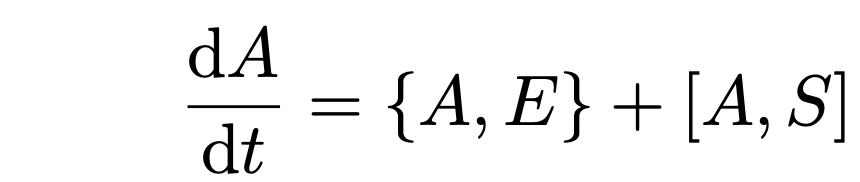 dA/dt = {A, E} + [A, S]